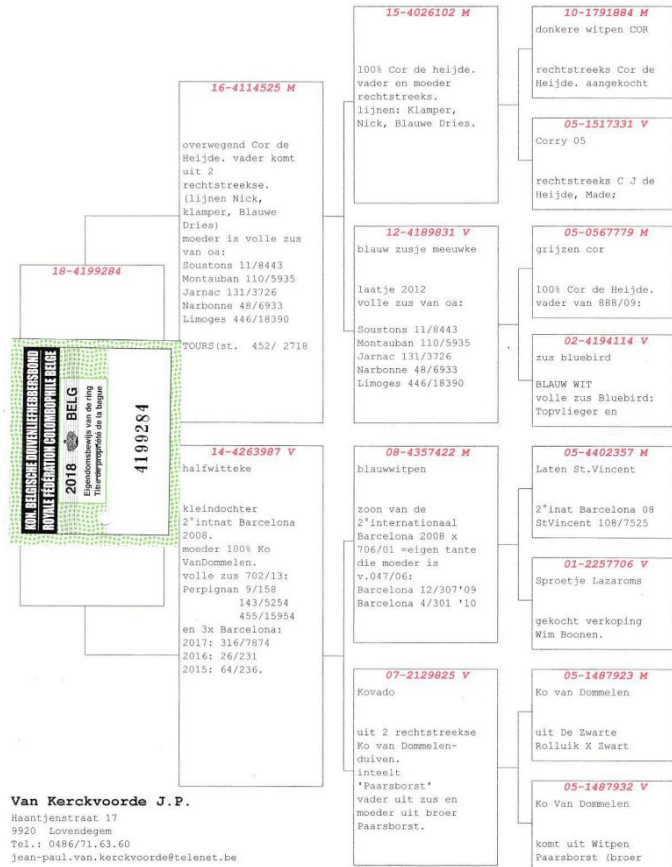 18-4199284
KON. BELGISCHE DUIVENLIEFHEBBERSBOND
ROYALE FÉDÉRATION COLOMBOPHILE BELGE
2018 BELG
Eigendomsbewijs van de ring
Titre de propriété de la bague
4199284
16-4114525 M
overwegend Cor de
Heijde. vader komt
uit 2
rechtstreekse.
(lijnen Nick,
klamper, Blauwe
Dries)
moeder is volle zus
van oa:
Soustons 11/8443
Montauban 110/5935
Jarnac 131/3726
Narbonne 48/6933
Limoges 446/18390
TOURS(st. 452/ 2718
14-4263987 V
halfwitteke
kleindochter
2°intnat Barcelona
2008.
moeder 100% Ko
VanDommelen.
volle zus 702/13:
Perpignan 9/158
143/5254
455/15954
en 3x Barcelona:
2017: 316/7874
2016: 26/231
2015: 64/236.
15-4026102 M
100% Cor de heijde.
vader en moeder
rechtstreeks.
lijnen: Klamper,
Nick, Blauwe Dries.
12-4189831 V
blauw zusje meeuwke
laatje 2012
volle zus van oa:
Soustons 11/8443
Montauban 110/5935
Jarnac 131/3726
Narbonne 48/6933
Limoges 446/18390
08-4357422 M
blauwwitpen
zoon van de
2°internationaal
Barcelona 2008 x
706/01 =eigen tante
die moeder is
v.047/06:
Barcelona 12/307'09
Barcelona 4/301 '10
07-2129825 V
Kovado
uit 2 rechtstreekse
Ko van Dommelen-
duiven.
inteelt
'Paarsborst'
vader uit zus en
moeder uit broer
Paarsborst.
10-1791884 M
donkere witpen COR
rechtstreeks Cor de
Heijde. aangekocht
05-1517331 V
Corry 05
rechtstreeks C J de
Heijde, Made;
05-0567779 M
grijzen cor
100% Cor de Heijde.
vader van 888/09:
02-4194114 V
zus bluebird
BLAUW WIT
volle zus Bluebird:
Topvlieger en
05-4402357 M
Laten St.Vincent
2°inat Barcelona 08
StVincent 108/7525
01-2257706 V
Sproetje Lazaroms
gekocht verkoping
Wim Boonen.
05-1487923 M
Ko van Dommelen
uit De Zwarte
Rolluik X Zwart
05-1487932 V
Ko Van Dommelen
komt uit Witpen
Paarsborst (broer
Van Kerckvoorde J.P.
Haantjenstraat 17
9920 Lovendegem
Tel.: 0486/71.63.60
jean-paul.van.kerckvoorde@telenet.be